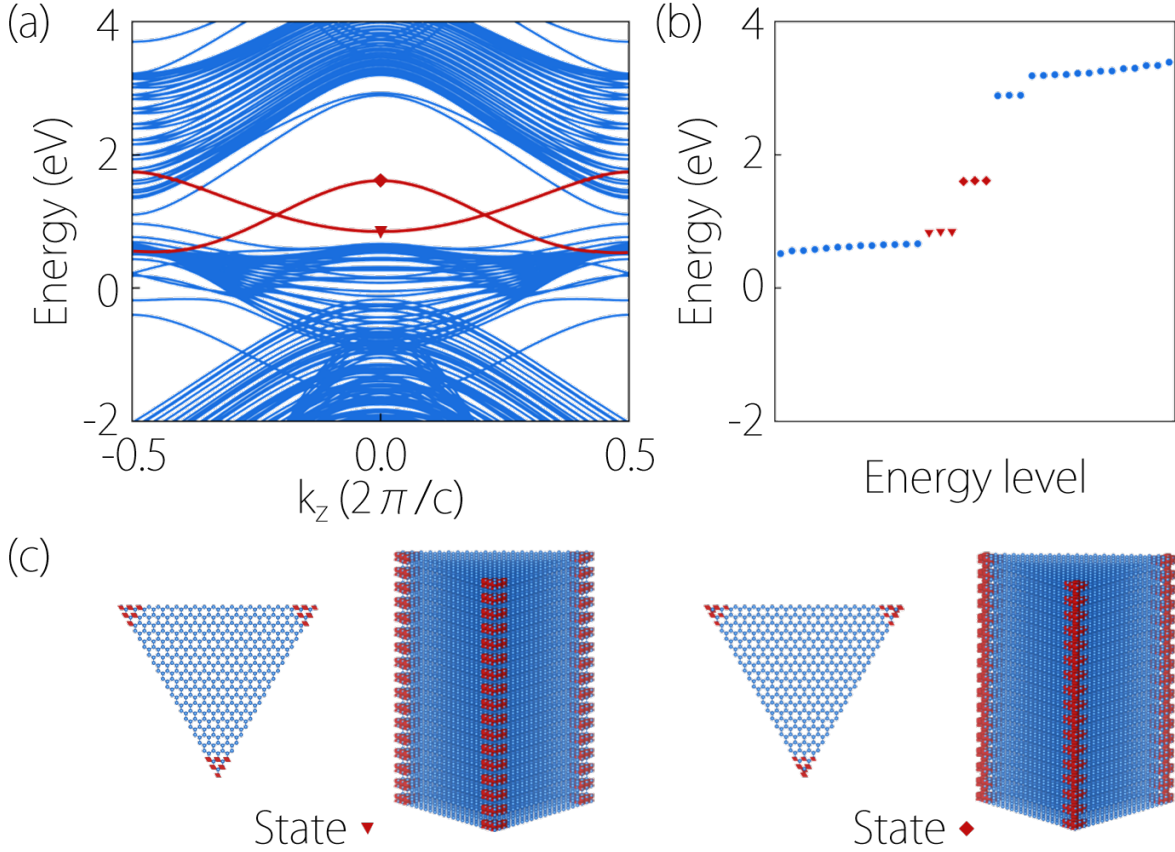 (a)
4
2
0
-2
Energy (eV)
-0.5 0.0 0.5
k_z (2π/c)
(b)
4
2
0
-2
Energy (eV)
Energy level
(c)
State ▼
State ◆